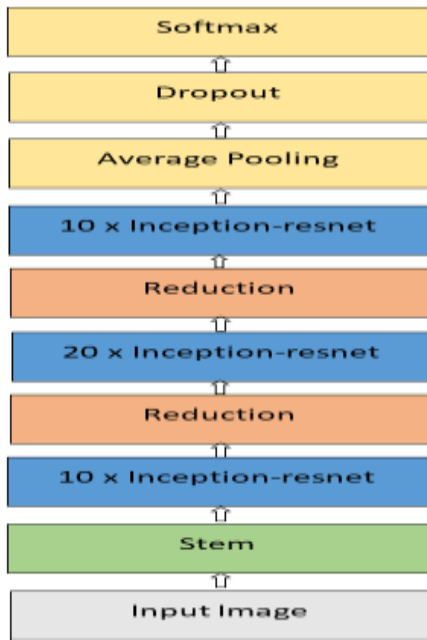 Softmax
Dropout
Average Pooling
10 x Inception-resnet
Reduction
20 x Inception-resnet
Reduction
10 x Inception-resnet
Stem
Input Image